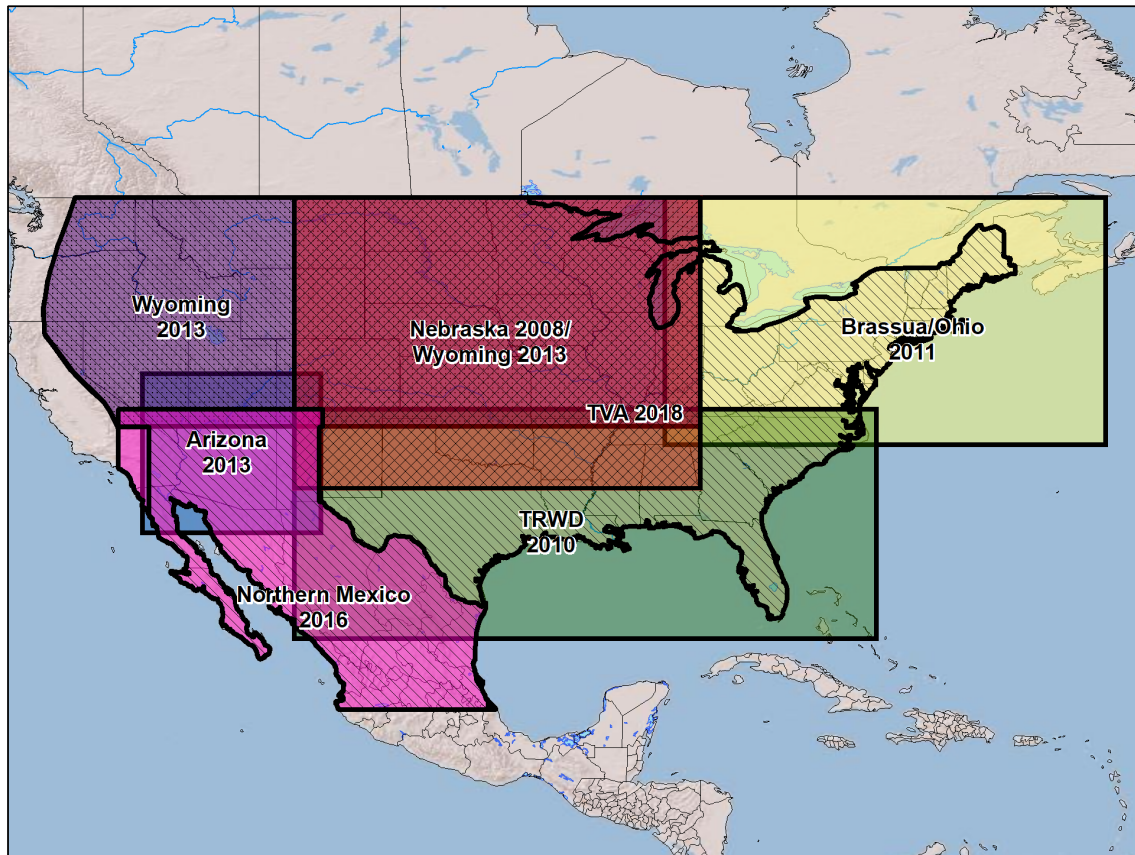 Wyoming
2013
Nebraska 2008/
Wyoming 2013
Brassua/Ohio
2011
TVA 2018
Arizona
2013
TRWD
2010
Northern Mexico
2016